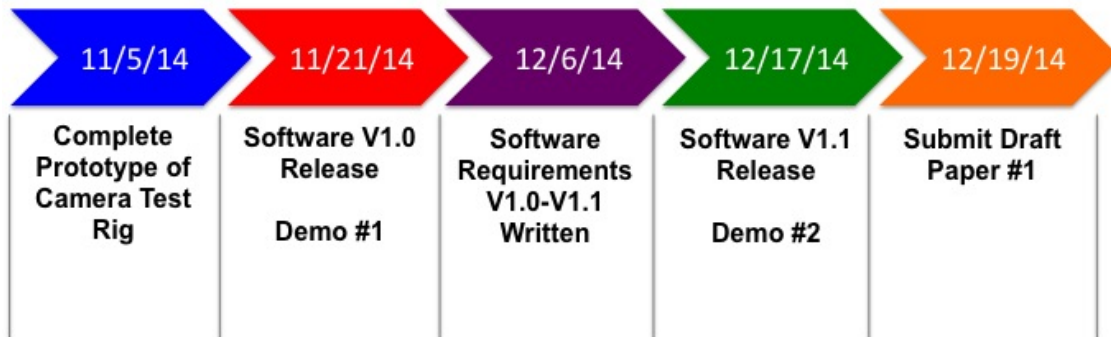 11/5/14
11/21/14
12/6/14
12/17/14
12/19/14
Complete
Prototype of
Camera Test
Rig
Software V1.0
Release
Demo #1
Software
Requirements
V1.0-V1.1
Written
Software V1.1
Release
Demo #2
Submit Draft
Paper #1